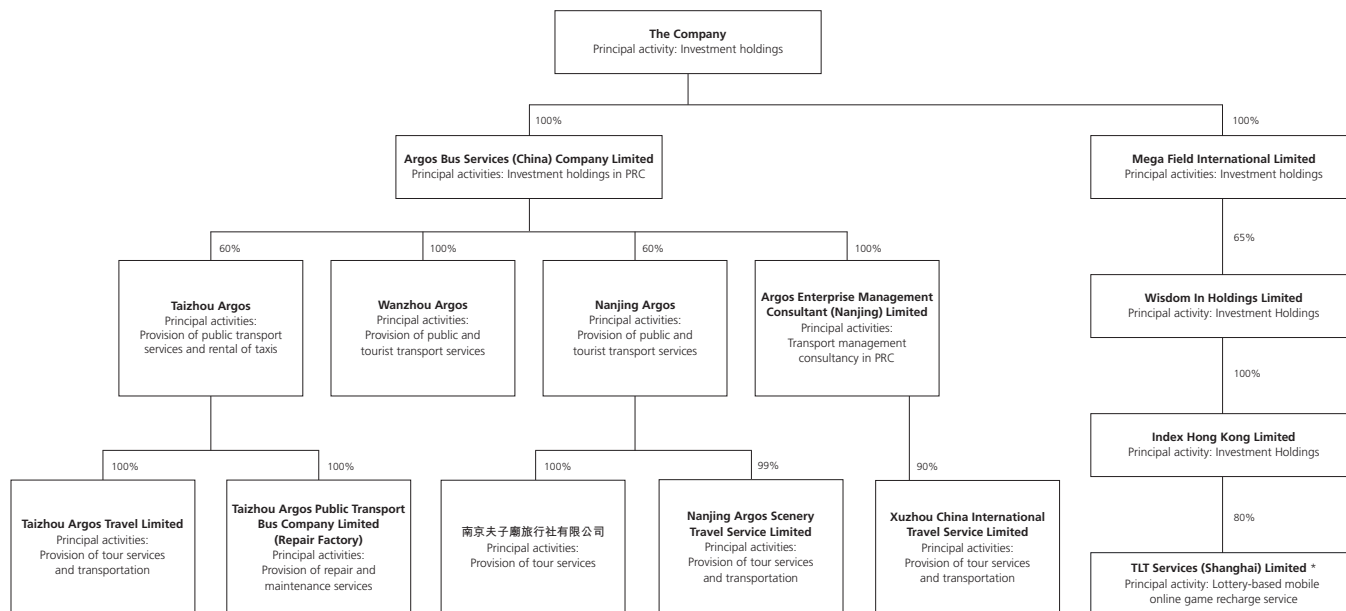 The Company
Principal activity: Investment holdings
100%
100%
Argos Bus Services (China) Company Limited
Principal activities: Investment holdings in PRC
Mega Field International Limited
Principal activities: Investment holdings
60%
100%
60%
100%
65%
Taizhou Argos
Principal activities:
Provision of public transport
services and rental of taxis
Wanzhou Argos
Principal activities:
Provision of public and
tourist transport services
Nanjing Argos
Principal activities:
Provision of public and
tourist transport services
Argos Enterprise Management
Consultant (Nanjing) Limited
Principal activities:
Transport management
consultancy in PRC
Wisdom In Holdings Limited
Principal activity: Investment Holdings
100%
Index Hong Kong Limited
Principal activity: Investment Holdings
100%
100%
100%
99%
90%
80%
Taizhou Argos Travel Limited
Principal activities:
Provision of tour services
and transportation
Taizhou Argos Public Transport
Bus Company Limited
(Repair Factory)
Principal activities:
Provision of repair and
maintenance services
南京夫子廟旅行社有限公司
Principal activities:
Provision of tour services
Nanjing Argos Scenery
Travel Service Limited
Principal activities:
Provision of tour services
and transportation
Xuzhou China International
Travel Service Limited
Principal activities:
Provision of tour services
and transportation
TLT Services (Shanghai) Limited *
Principal activity: Lottery-based mobile
online game recharge service